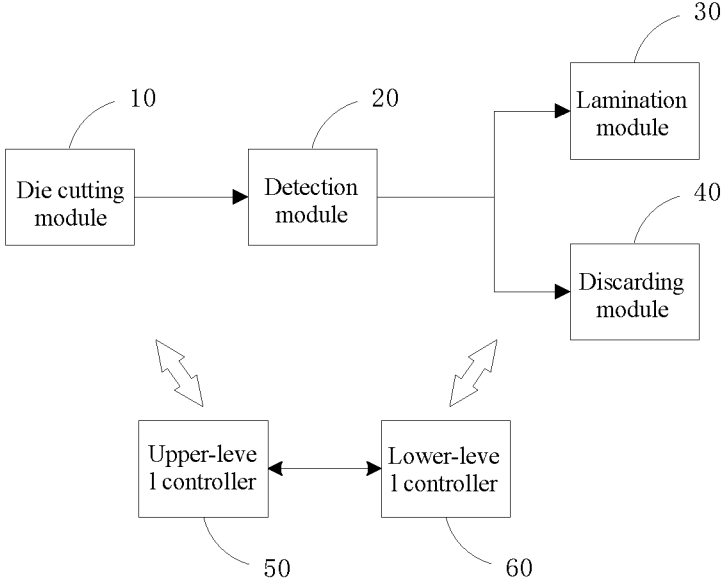 30
10
20
Lamination
module
Die cutting
module
Detection
module
40
Discarding
module
Upper-leve
l controller
Lower-leve
l controller
50
60